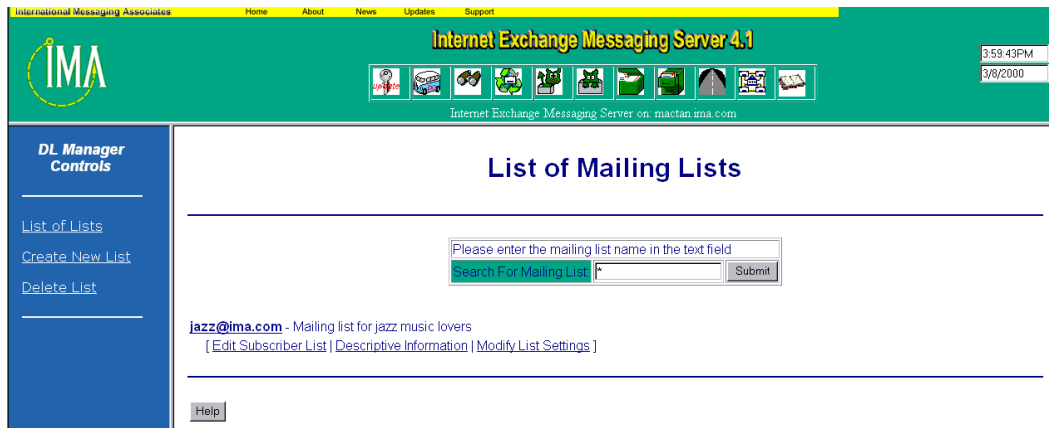 International Messaging Associates Home About News Updates Support
IMA
Internet Exchange Messaging Server 4.1
update
Internet Exchange Messaging Server on: mactan.ima.com
3:59:43PM
3/8/2000
DL Manager
Controls
List of Lists
Create New List
Delete List
List of Mailing Lists
Please enter the mailing list name in the text field
Search For Mailing List: * Submit
jazz@ima.com - Mailing list for jazz music lovers
[ Edit Subscriber List | Descriptive Information | Modify List Settings ]
Help